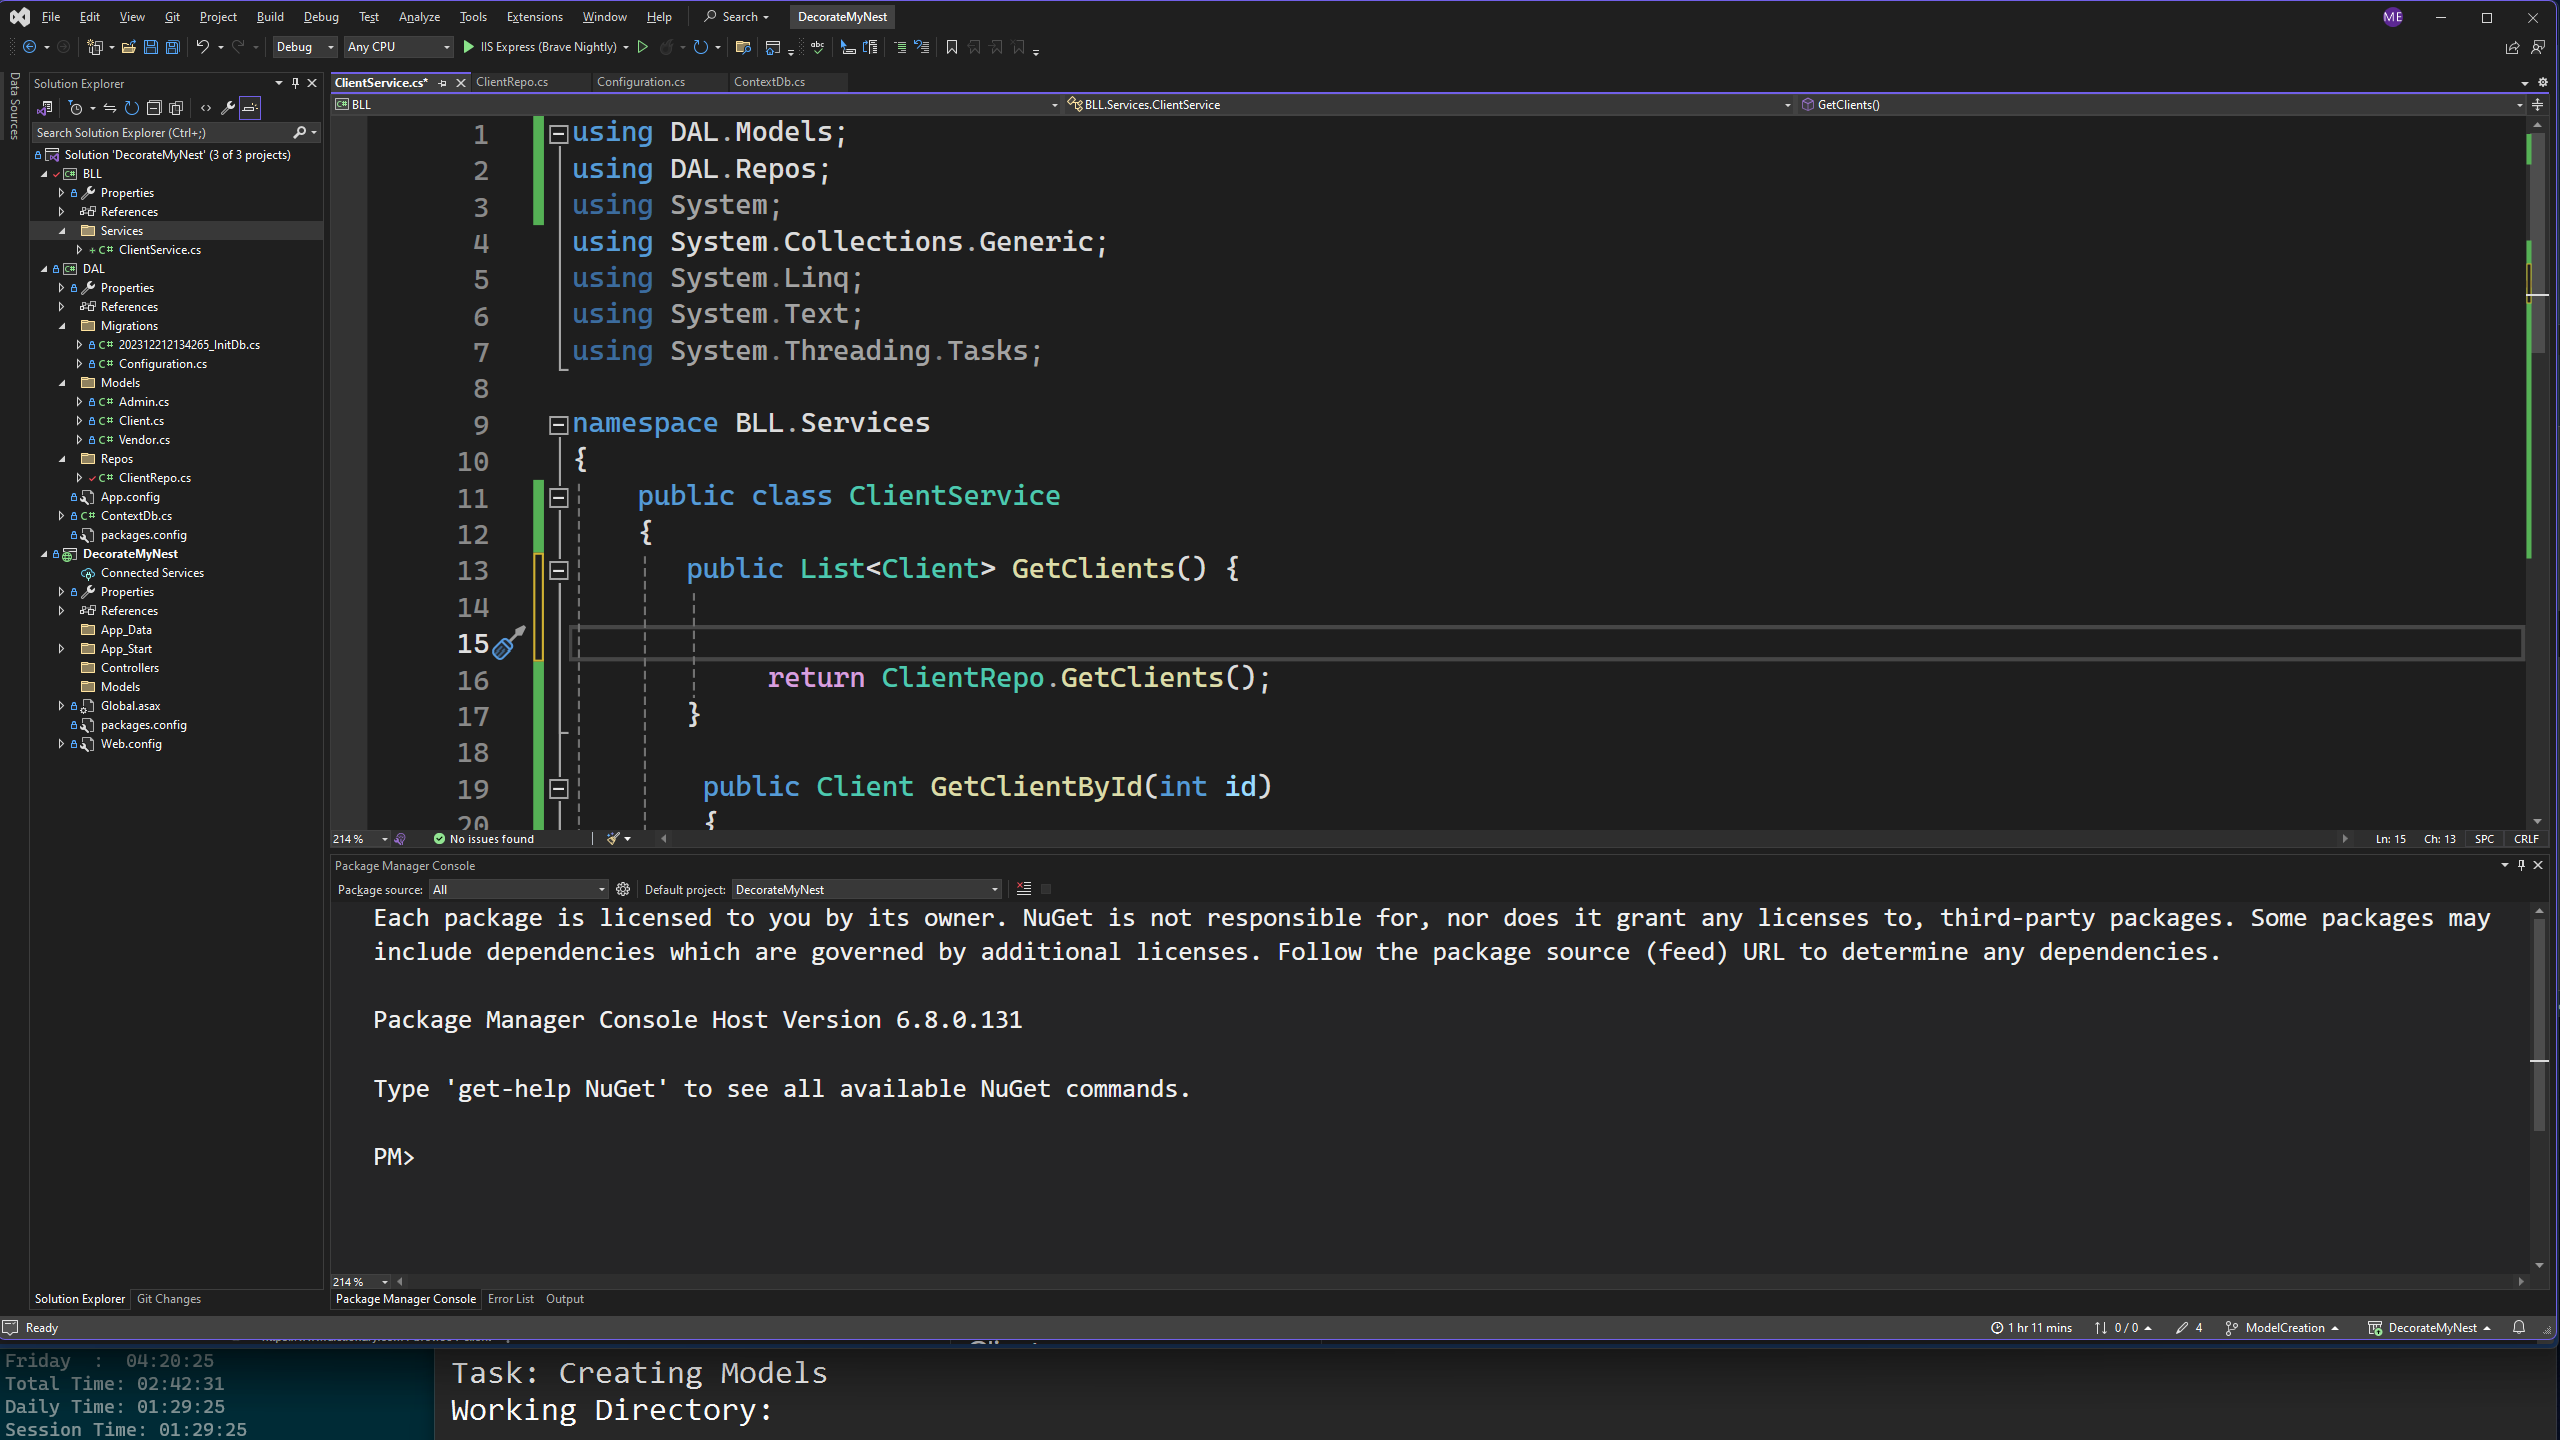 File Edit View Git Project Build Debug Test Analyze Tools Extensions Window Help Search DecorateMyNest ME
Debug Any CPU IIS Express (Brave Nightly)
Data Sources
Solution Explorer
Search Solution Explorer (Ctrl+;)
Solution 'DecorateMyNest' (3 of 3 projects)
BLL
Properties
References
Services
ClientService.cs
DAL
Properties
References
Migrations
202312212134265_InitDb.cs
Configuration.cs
Models
Admin.cs
Client.cs
Vendor.cs
Repos
ClientRepo.cs
App.config
ContextDb.cs
packages.config
DecorateMyNest
Connected Services
Properties
References
App_Data
App_Start
Controllers
Models
Global.asax
packages.config
Web.config
Solution Explorer Git Changes
ClientService.cs* ClientRepo.cs Configuration.cs ContextDb.cs
BLL BLL.Services.ClientService GetClients()
1 using DAL.Models;
2 using DAL.Repos;
3 using System;
4 using System.Collections.Generic;
5 using System.Linq;
6 using System.Text;
7 using System.Threading.Tasks;
8
9 namespace BLL.Services
10 {
11 public class ClientService
12 {
13 public List<Client> GetClients() {
14
15
16 return ClientRepo.GetClients();
17 }
18
19 public Client GetClientById(int id)
20 {
214 % No issues found Ln: 15 Ch: 13 SPC CRLF
Package Manager Console
Package source: All Default project: DecorateMyNest
Each package is licensed to you by its owner. NuGet is not responsible for, nor does it grant any licenses to, third-party packages. Some packages may
include dependencies which are governed by additional licenses. Follow the package source (feed) URL to determine any dependencies.
Package Manager Console Host Version 6.8.0.131
Type 'get-help NuGet' to see all available NuGet commands.
PM>
214 %
Package Manager Console Error List Output
Ready 1 hr 11 mins 0 / 0 4 ModelCreation DecorateMyNest
Friday : 04:20:25
Total Time: 02:42:31
Daily Time: 01:29:25
Session Time: 01:29:25
Task: Creating Models
Working Directory: